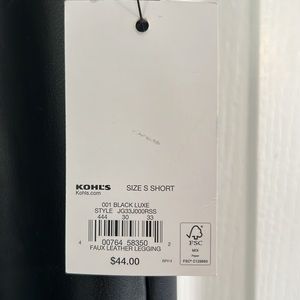 KOHL'S SIZE S SHORT
Kohls.com
001 BLACK LUXE
STYLE JG33J000RSS
444 30 33
4 00764 58350 2
FAUX LEATHER LEGGING
$44.00
FSC
MIX
Paper